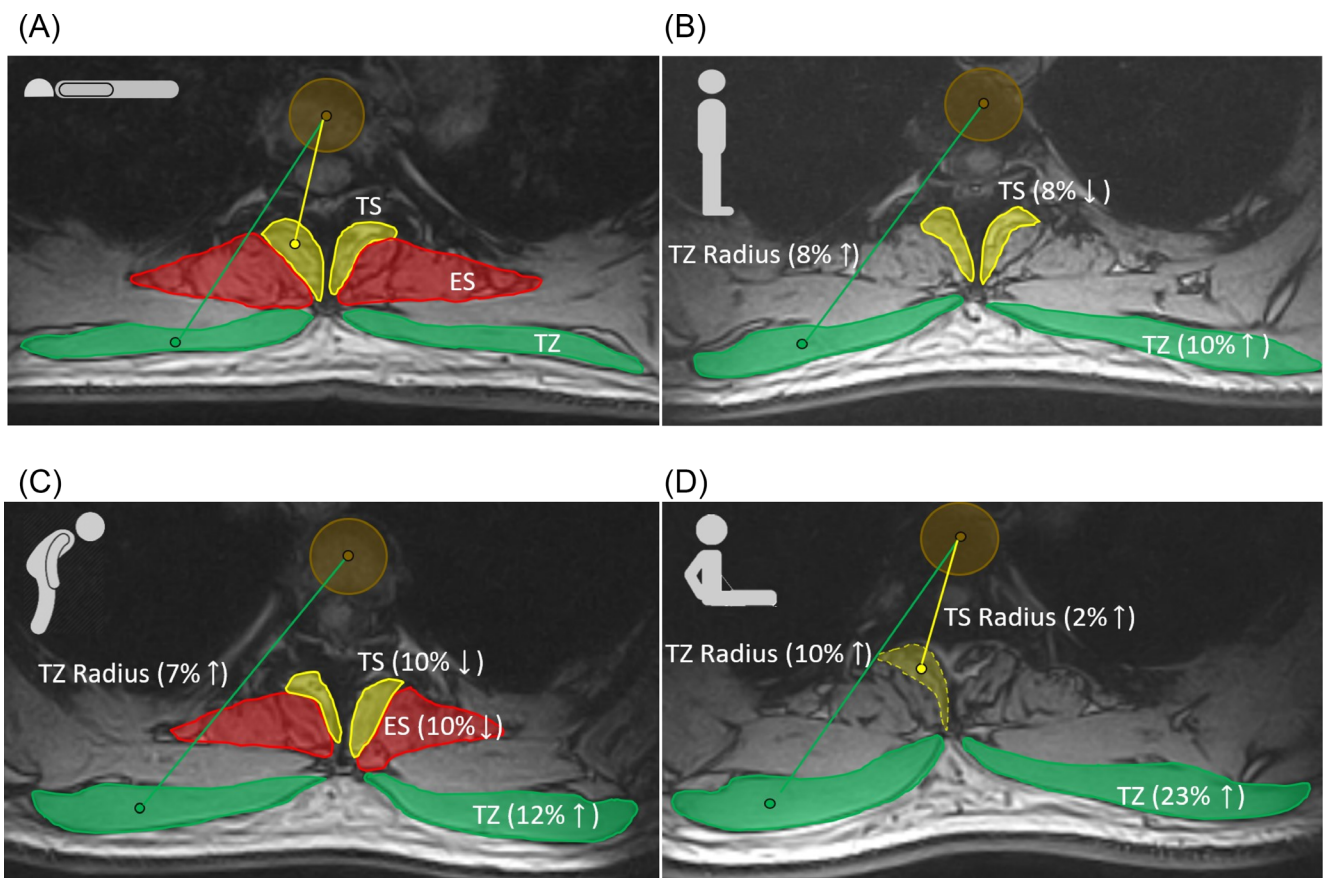 (A)
TS
ES
TZ
(B)
TS (8% ↓)
TZ Radius (8% ↑)
TZ (10% ↑)
(C)
TZ Radius (7% ↑)
TS (10% ↓)
ES (10% ↓)
TZ (12% ↑)
(D)
TS Radius (2% ↑)
TZ Radius (10% ↑)
TZ (23% ↑)